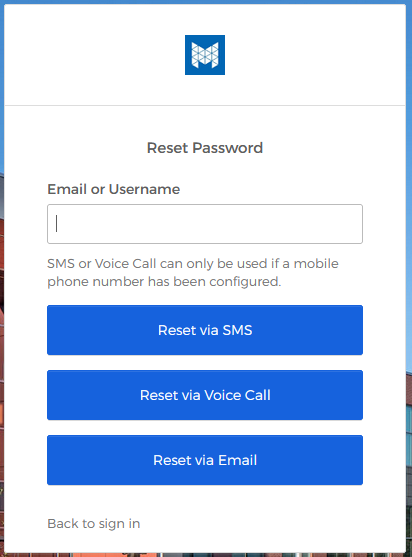 Reset Password
Email or Username
SMS or Voice Call can only be used if a mobile
phone number has been configured.
Reset via SMS
Reset via Voice Call
Reset via Email
Back to sign in